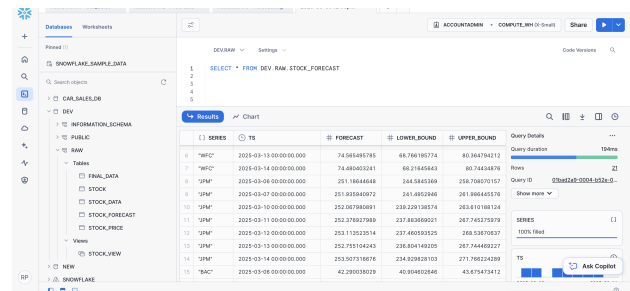 Databases Worksheets
Pinned (1)
SNOWFLAKE_SAMPLE_DATA
Search objects
CAR_SALES_DB
DEV
INFORMATION_SCHEMA
PUBLIC
RAW
Tables
FINAL_DATA
STOCK
STOCK_DATA
STOCK_FORECAST
STOCK_PRICE
Views
STOCK_VIEW
NEW
SNOWFLAKE
RP
ACCOUNTADMIN · COMPUTE_WH (X-Small) Share
DEV.RAW Settings Code Versions
1 SELECT * FROM DEV.RAW.STOCK_FORECAST
2
3
4
5
Results Chart
SERIES TS FORECAST LOWER_BOUND UPPER_BOUND
6 "WFC" 2025-03-13 00:00:00.000 74.565495785 68.766195774 80.364794212
7 "WFC" 2025-03-14 00:00:00.000 74.480403241 68.21645643 80.74434876
8 "JPM" 2025-03-06 00:00:00.000 251.18644648 244.5845369 258.708070157
9 "JPM" 2025-03-07 00:00:00.000 251.935940972 241.4952946 261.996445576
10 "JPM" 2025-03-10 00:00:00.000 252.067980891 239.229138574 263.610188124
11 "JPM" 2025-03-11 00:00:00.000 252.376927989 237.883669021 267.745275979
12 "JPM" 2025-03-12 00:00:00.000 253.113523514 237.460593525 268.53670637
13 "JPM" 2025-03-13 00:00:00.000 252.755104243 236.804149205 267.744469227
14 "JPM" 2025-03-14 00:00:00.000 253.507316676 234.929828103 271.766224289
15 "BAC" 2025-03-06 00:00:00.000 42.290038029 40.904602646 43.675473412
Query Details
Query duration 194ms
Rows 21
Query ID 01bad2a9-0004-b52a-0...
Show more
SERIES
100% filled
TS
Ask Copilot